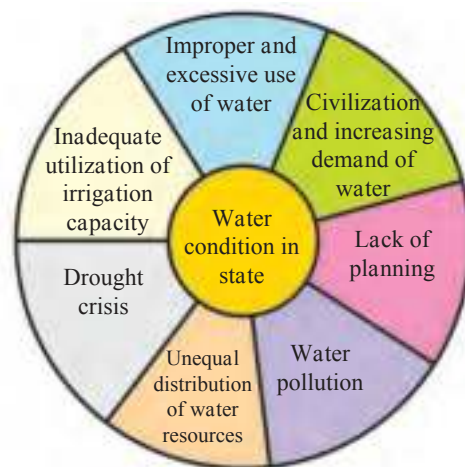 Improper and
excessive use
of water
Civilization
and increasing
demand of
water
Lack of
planning
Water
pollution
Unequal
distribution
of water
resources
Drought
crisis
Inadequate
utilization of
irrigation
capacity
Water
condition in
state